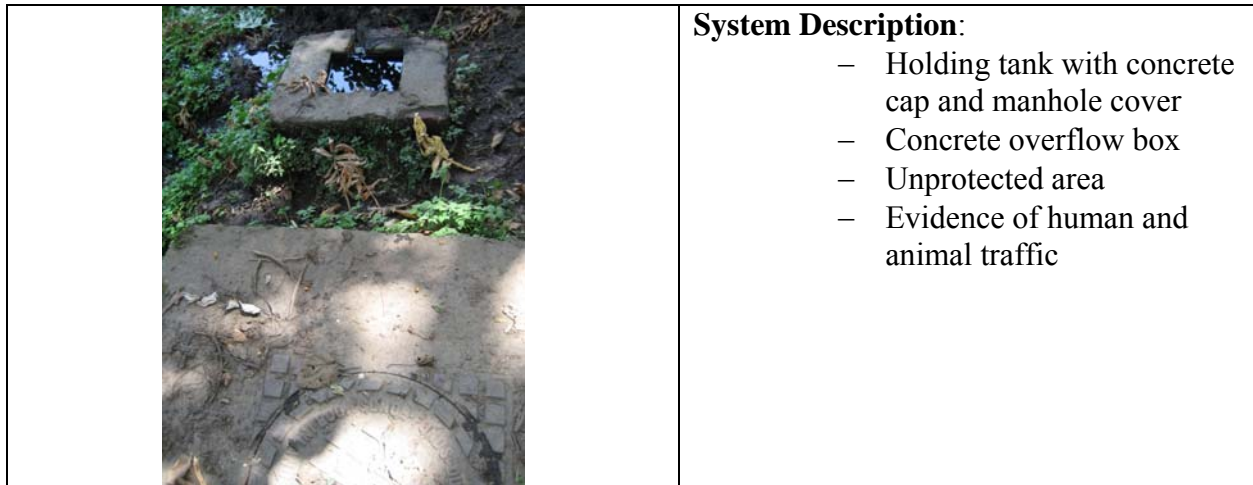 System Description:
– Holding tank with concrete
cap and manhole cover
– Concrete overflow box
– Unprotected area
– Evidence of human and
animal traffic